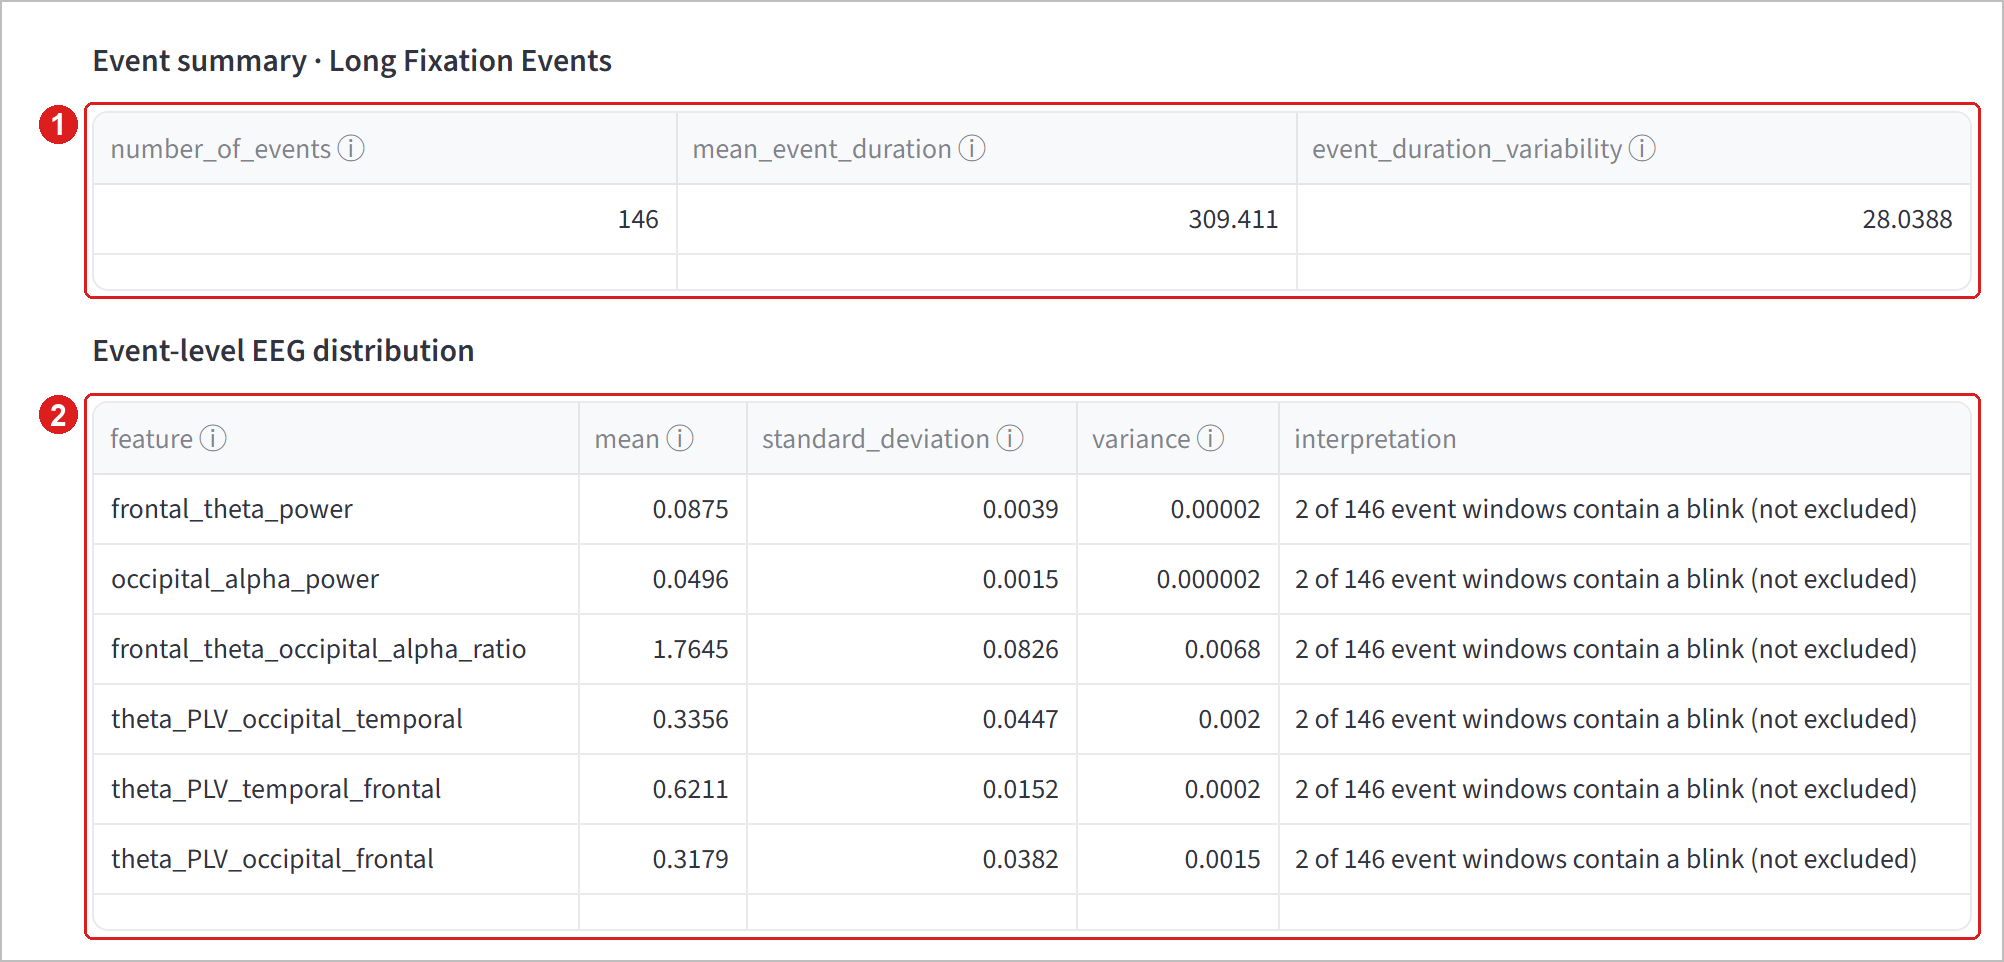 Event summary · Long Fixation Events
1
number_of_events ⓘ mean_event_duration ⓘ event_duration_variability ⓘ
146 309.411 28.0388
Event-level EEG distribution
2
feature ⓘ mean ⓘ standard_deviation ⓘ variance ⓘ interpretation
frontal_theta_power 0.0875 0.0039 0.00002 2 of 146 event windows contain a blink (not excluded)
occipital_alpha_power 0.0496 0.0015 0.000002 2 of 146 event windows contain a blink (not excluded)
frontal_theta_occipital_alpha_ratio 1.7645 0.0826 0.0068 2 of 146 event windows contain a blink (not excluded)
theta_PLV_occipital_temporal 0.3356 0.0447 0.002 2 of 146 event windows contain a blink (not excluded)
theta_PLV_temporal_frontal 0.6211 0.0152 0.0002 2 of 146 event windows contain a blink (not excluded)
theta_PLV_occipital_frontal 0.3179 0.0382 0.0015 2 of 146 event windows contain a blink (not excluded)